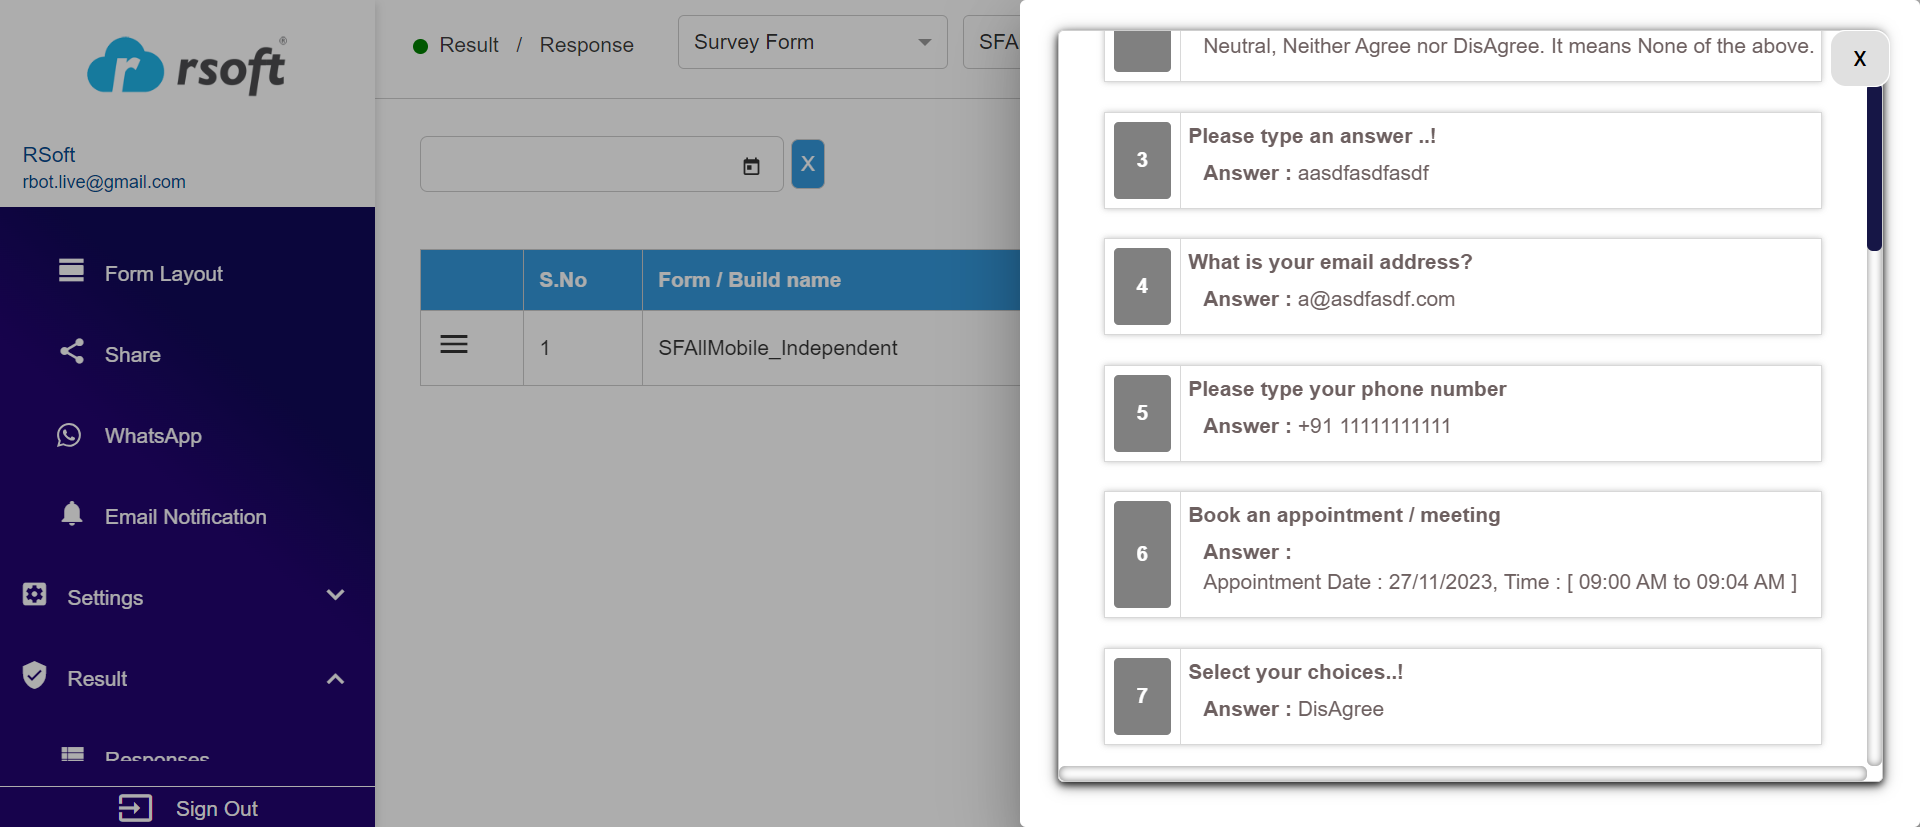 rsoft®
RSoft
rbot.live@gmail.com
Form Layout
Share
WhatsApp
Email Notification
Settings
Result
Responses
Sign Out
Result / Response
Survey Form
SFA
X
S.No
Form / Build name
1
SFAllMobile_Independent
X
Neutral, Neither Agree nor DisAgree. It means None of the above.
3
Please type an answer ..!
Answer : aasdfasdfasdf
4
What is your email address?
Answer : a@asdfasdf.com
5
Please type your phone number
Answer : +91 11111111111
6
Book an appointment / meeting
Answer :
Appointment Date : 27/11/2023, Time : [ 09:00 AM to 09:04 AM ]
7
Select your choices..!
Answer : DisAgree